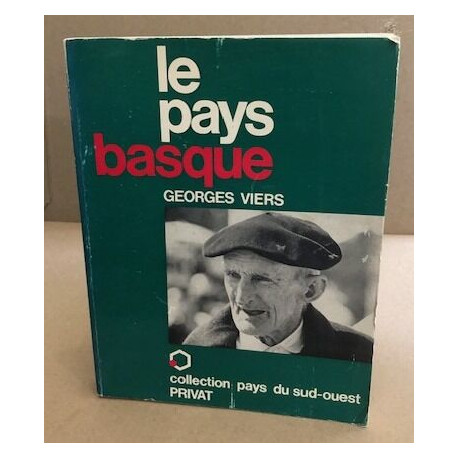 le
pays
basque
GEORGES VIERS
collection pays du sud-ouest
PRIVAT